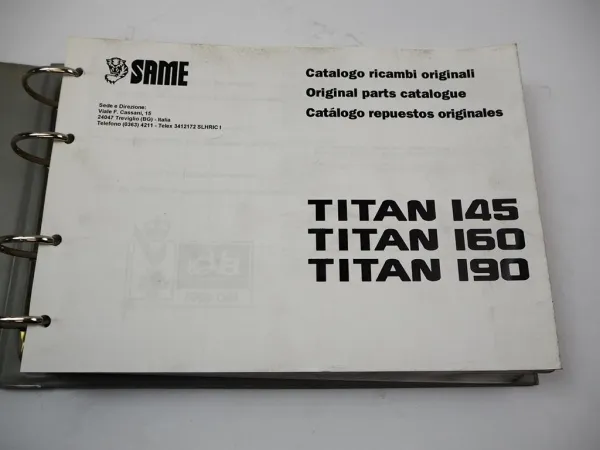 SAME
Sede e Direzione:
Viale F. Cassani, 15
24047 Treviglio (BG) - Italia
Telefono (0363) 4211 - Telex 3412172 SLHRIC I
Catalogo ricambi originali
Original parts catalogue
Catálogo repuestos originales
TITAN 145
TITAN 160
TITAN 190